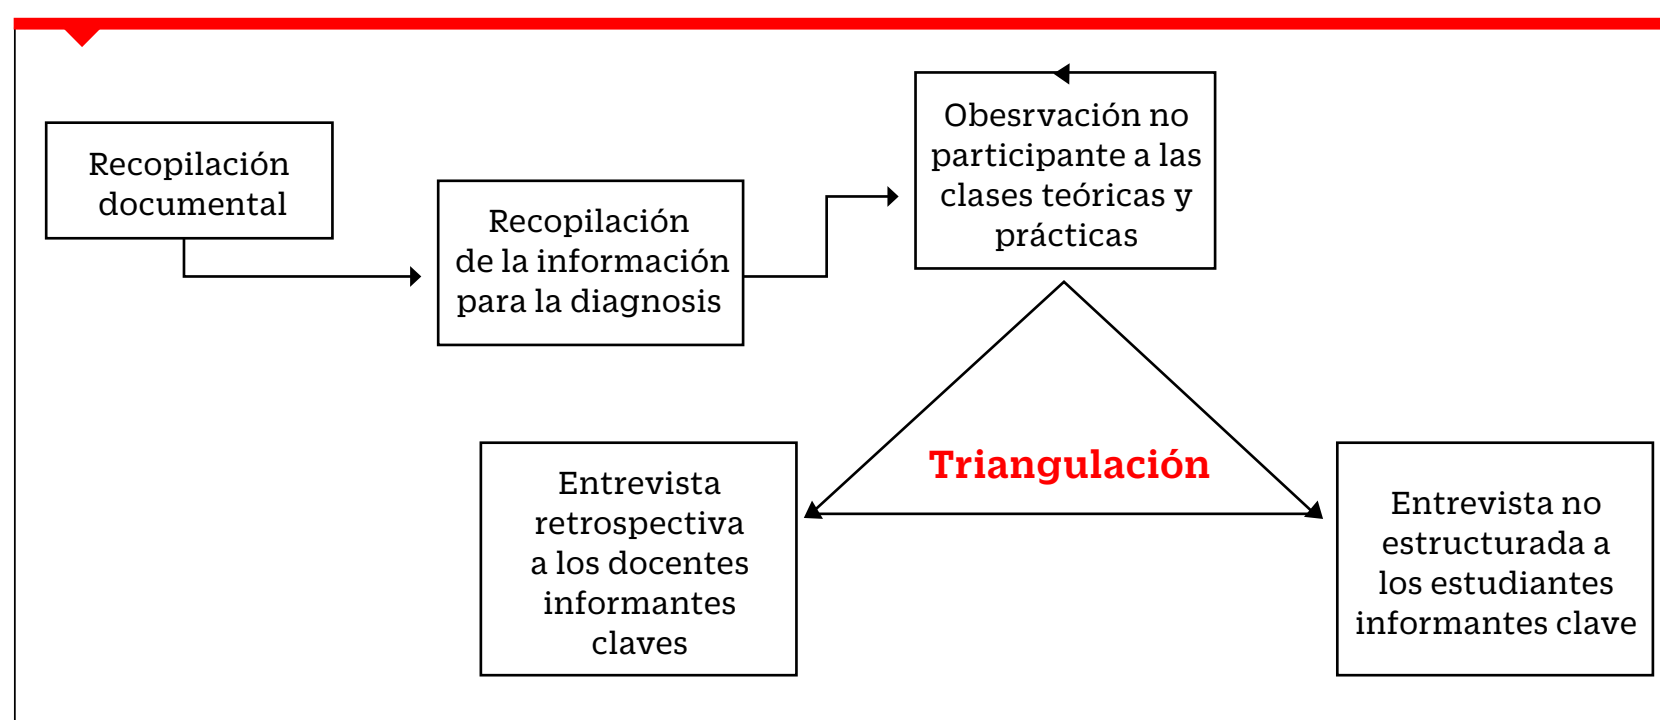 Recopilación
documental
Recopilación
de la información
para la diagnosis
Obesrvación no
participante a las
clases teóricas y
prácticas
Triangulación
Entrevista
retrospectiva
a los docentes
informantes
claves
Entrevista no
estructurada a
los estudiantes
informantes clave